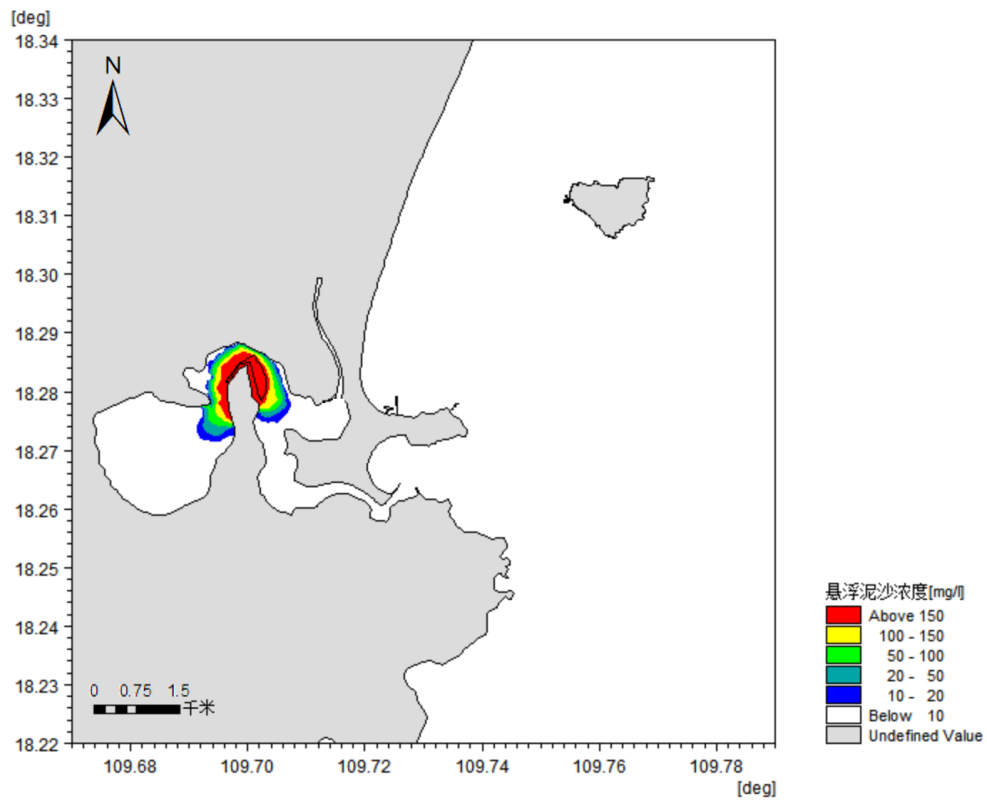 [deg]
18.34
18.33
18.32
18.31
18.30
18.29
18.28
18.27
18.26
18.25
18.24
18.23
18.22
N
0 0.75 1.5
千米
109.68 109.70 109.72 109.74 109.76 109.78
[deg]
悬浮泥沙浓度[mg/l]
Above 150
100 - 150
50 - 100
20 - 50
10 - 20
Below 10
Undefined Value